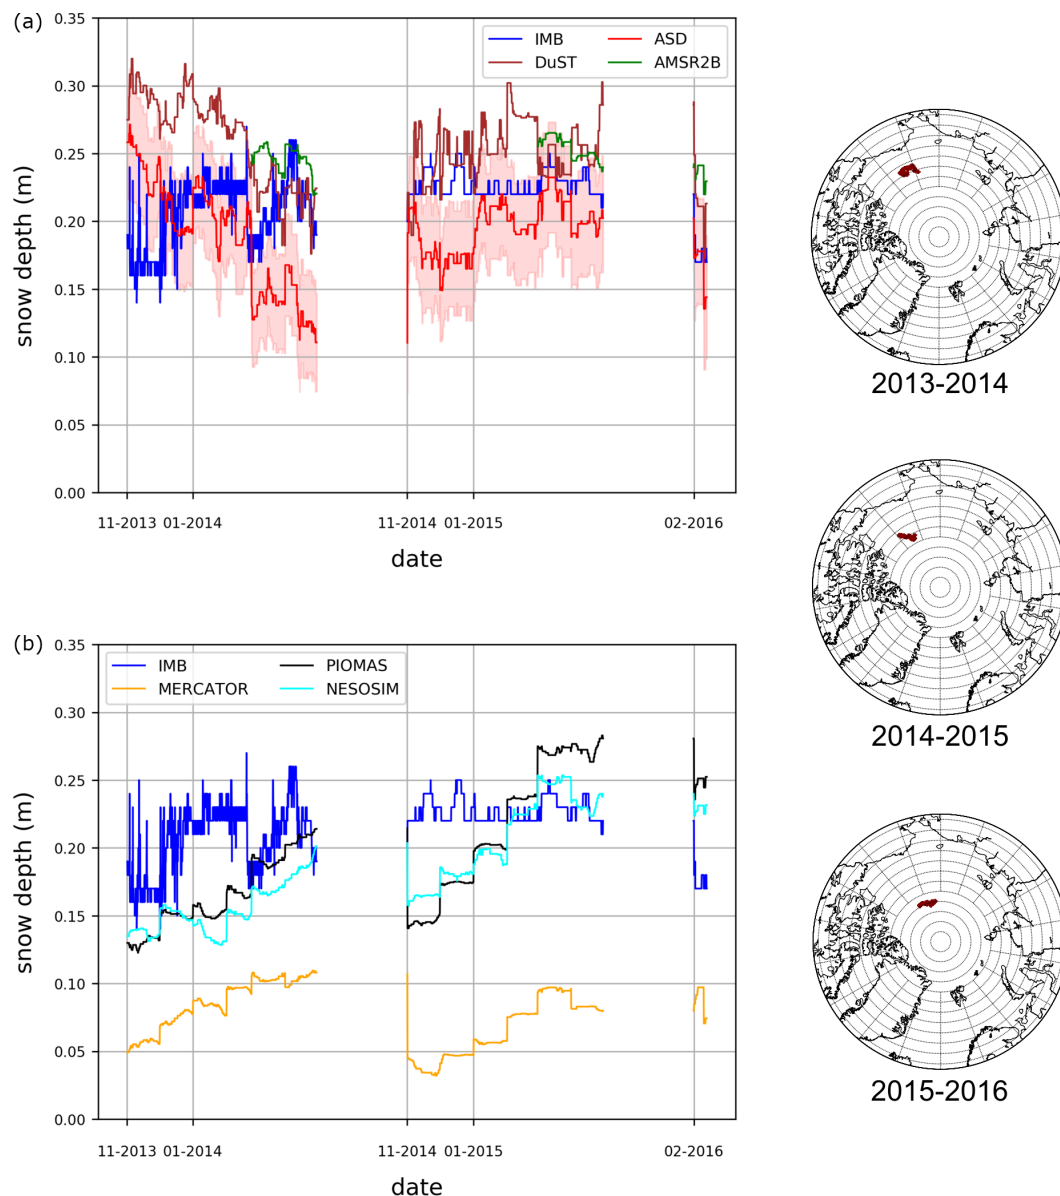 (a)
0.35
0.30
0.25
0.20
0.15
0.10
0.05
0.00
snow depth (m)
IMB ASD
DuST AMSR2B
11-2013 01-2014 11-2014 01-2015 02-2016
date
2013-2014
2014-2015
(b)
0.35
0.30
0.25
0.20
0.15
0.10
0.05
0.00
snow depth (m)
IMB PIOMAS
MERCATOR NESOSIM
11-2013 01-2014 11-2014 01-2015 02-2016
date
2015-2016